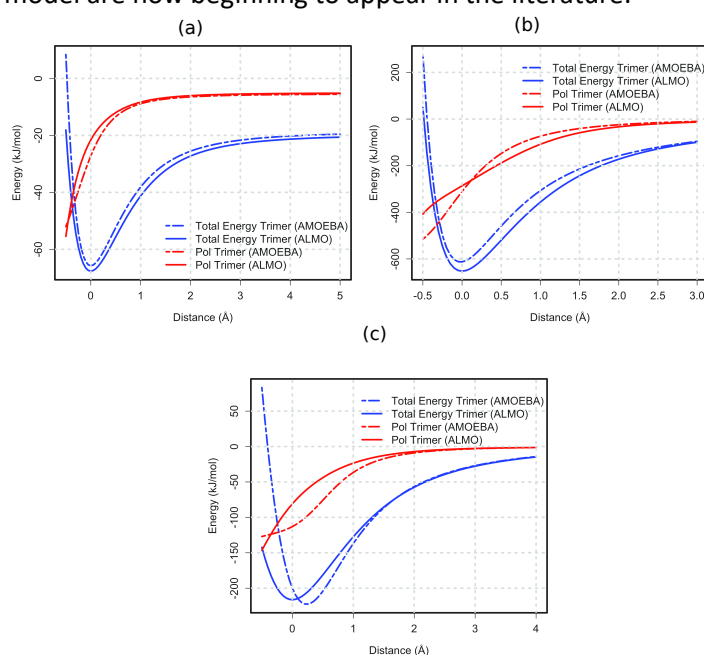 model are now beginning to appear in the literature.
(a)
0
-20
-40
-60
Energy (kJ/mol)
Total Energy Trimer (AMOEBA)
Total Energy Trimer (ALMO)
Pol Trimer (AMOEBA)
Pol Trimer (ALMO)
0 1 2 3 4 5
Distance (Å)
(b)
200
0
-200
-400
-600
Energy (kJ/mol)
Total Energy Trimer (AMOEBA)
Total Energy Trimer (ALMO)
Pol Trimer (AMOEBA)
Pol Trimer (ALMO)
-0.5 0.0 0.5 1.0 1.5 2.0 2.5 3.0
Distance (Å)
(c)
50
0
-50
-100
-150
-200
Energy (kJ/mol)
Total Energy Trimer (AMOEBA)
Total Energy Trimer (ALMO)
Pol Trimer (AMOEBA)
Pol Trimer (ALMO)
0 1 2 3 4
Distance (Å)